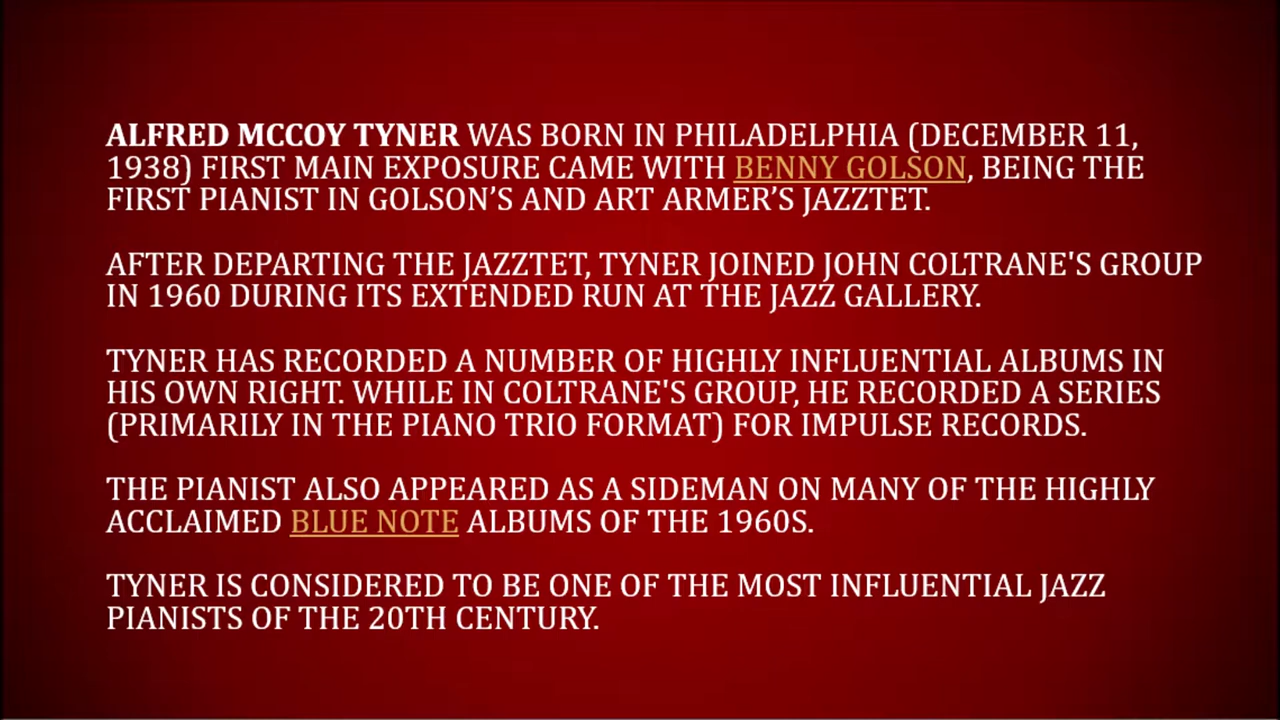 ALFRED MCCOY TYNER WAS BORN IN PHILADELPHIA (DECEMBER 11,
1938) FIRST MAIN EXPOSURE CAME WITH BENNY GOLSON, BEING THE
FIRST PIANIST IN GOLSON’S AND ART ARMER’S JAZZTET.
AFTER DEPARTING THE JAZZTET, TYNER JOINED JOHN COLTRANE'S GROUP
IN 1960 DURING ITS EXTENDED RUN AT THE JAZZ GALLERY.
TYNER HAS RECORDED A NUMBER OF HIGHLY INFLUENTIAL ALBUMS IN
HIS OWN RIGHT. WHILE IN COLTRANE'S GROUP, HE RECORDED A SERIES
(PRIMARILY IN THE PIANO TRIO FORMAT) FOR IMPULSE RECORDS.
THE PIANIST ALSO APPEARED AS A SIDEMAN ON MANY OF THE HIGHLY
ACCLAIMED BLUE NOTE ALBUMS OF THE 1960S.
TYNER IS CONSIDERED TO BE ONE OF THE MOST INFLUENTIAL JAZZ
PIANISTS OF THE 20TH CENTURY.